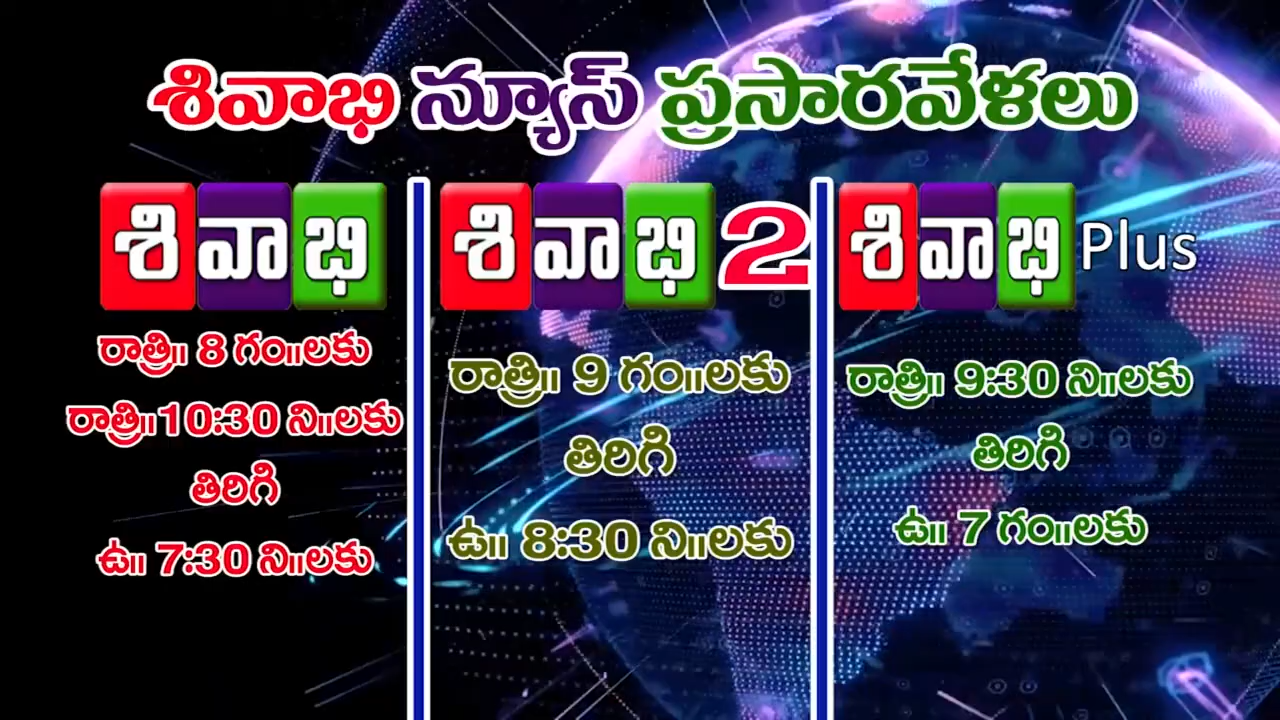 శివాభి న్యూస్ ప్రసారవేళలు
శివాభి
రాత్రి॥ 8 గం॥లకు
రాత్రి॥10:30 ని॥లకు
తిరిగి
ఉ॥ 7:30 ని॥లకు
శివాభి 2
రాత్రి॥ 9 గం॥లకు
తిరిగి
ఉ॥ 8:30 ని॥లకు
శివాభి Plus
రాత్రి॥ 9:30 ని॥లకు
తిరిగి
ఉ॥ 7 గం॥లకు